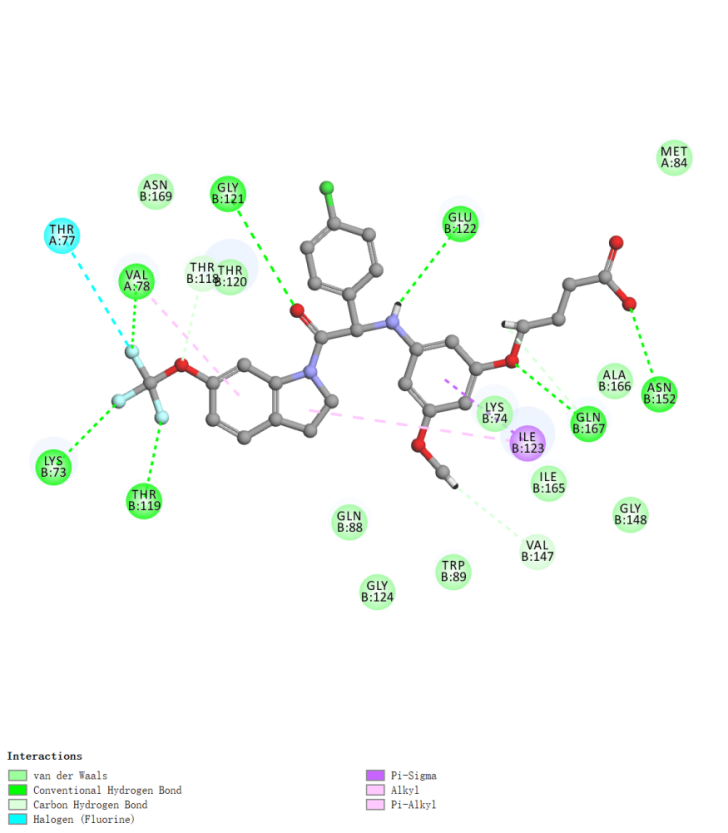 MET
A:84
ASN
B:169
GLY
B:121
GLU
B:122
THR
A:77
VAL
A:78
THR
B:118
THR
B:120
ALA
B:166
ASN
B:152
LYS
B:74
GLN
B:167
ILE
B:123
LYS
B:73
THR
B:119
ILE
B:165
GLN
B:88
GLY
B:148
VAL
B:147
TRP
B:89
GLY
B:124
Interactions
van der Waals
Conventional Hydrogen Bond
Carbon Hydrogen Bond
Halogen (Fluorine)
Pi-Sigma
Alkyl
Pi-Alkyl